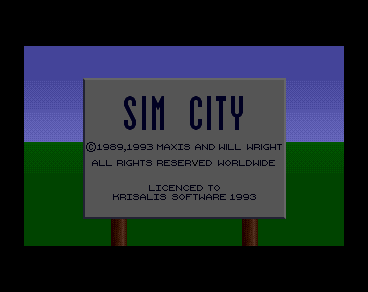 SIM CITY
©1989,1993 MAXIS AND WILL WRIGHT
ALL RIGHTS RESERVED WORLDWIDE
LICENCED TO
KRISALIS SOFTWARE 1993